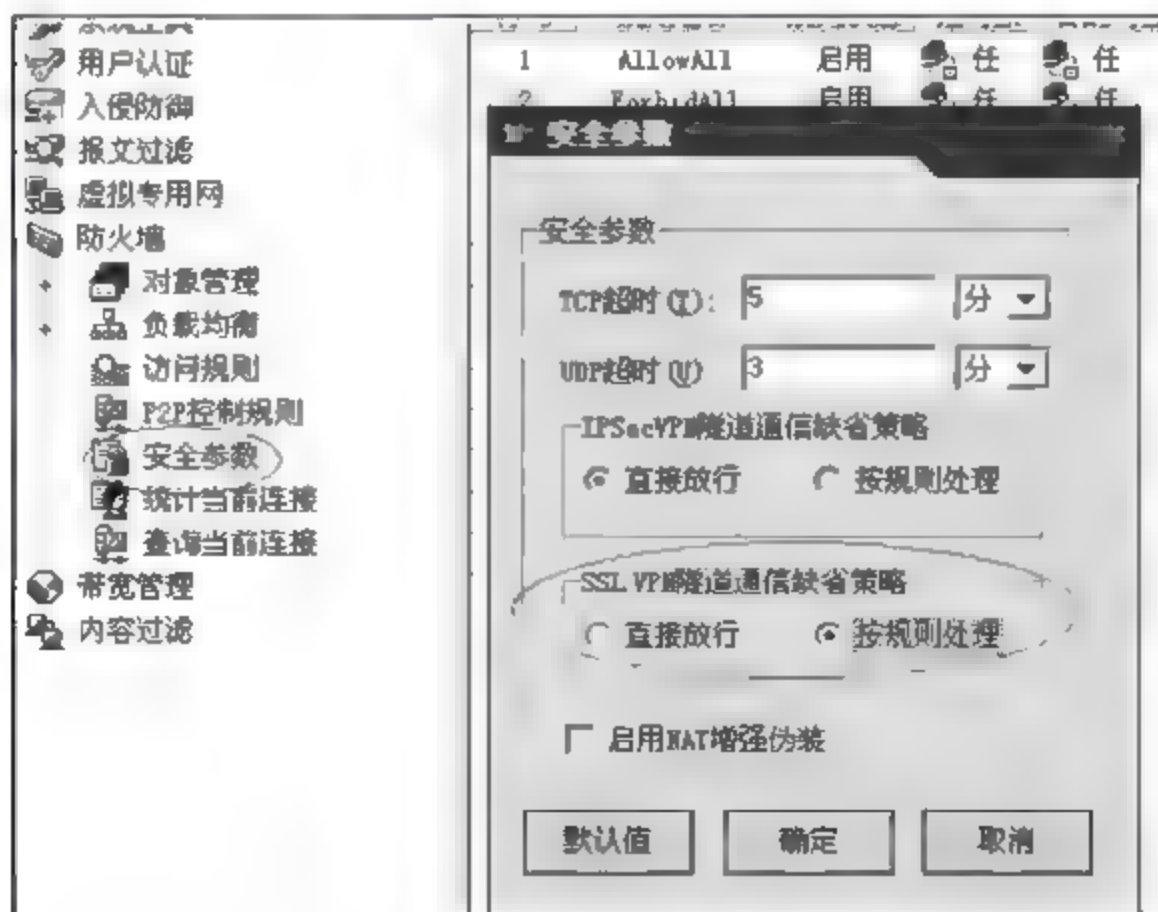 用户认证
入侵防御
报文过滤
虚拟专用网
防火墙
对象管理
负载均衡
访问规则
P2P控制规则
安全参数
统计当前连接
查询当前连接
带宽管理
内容过滤
1 AllowAll 启用 任 任
2 ForbidAll 启用 任 任
安全参数
安全参数
TCP超时(T): 5 分
UDP超时(U) 3 分
IPSecVPN隧道通信缺省策略
直接放行 按规则处理
SSL VPN隧道通信缺省策略
直接放行 按规则处理
启用NAT增强伪装
默认值 确定 取消